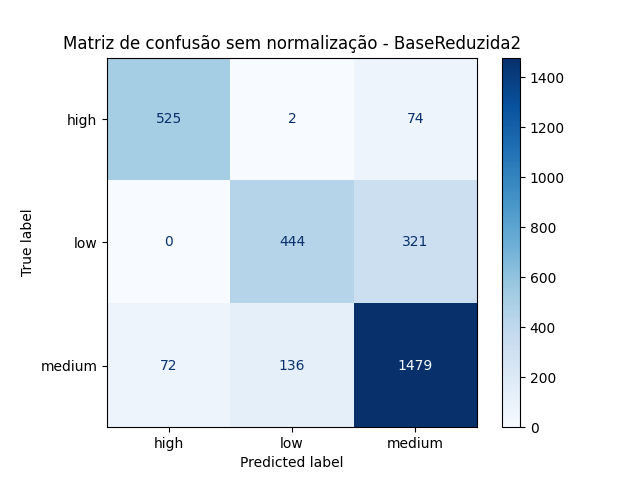 Matriz de confusão sem normalização - BaseReduzida2
True label
high
525
2
74
low
0
444
321
medium
72
136
1479
high
low
medium
Predicted label
1400
1200
1000
800
600
400
200
0